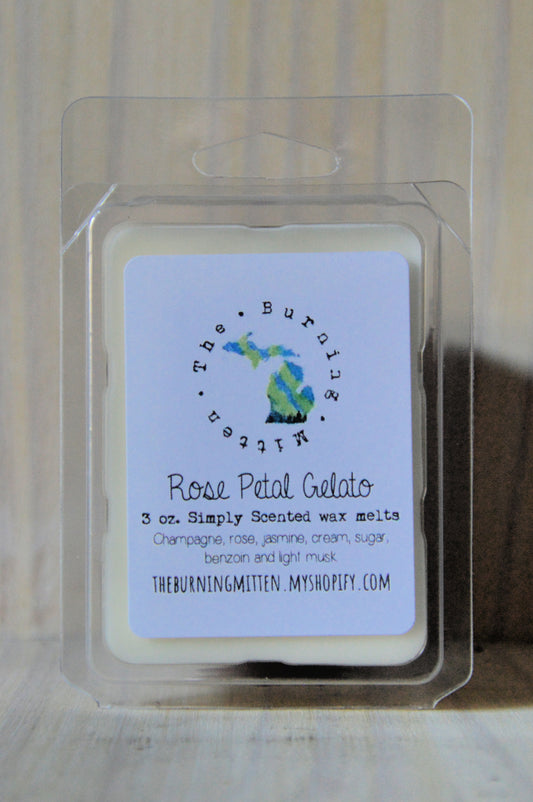 The • Burning • Mitten •
Rose Petal Gelato
3 oz. Simply Scented wax melts
Champagne, rose, jasmine, cream, sugar,
benzoin and light musk
THEBURNINGMITTEN.MYSHOPIFY.COM